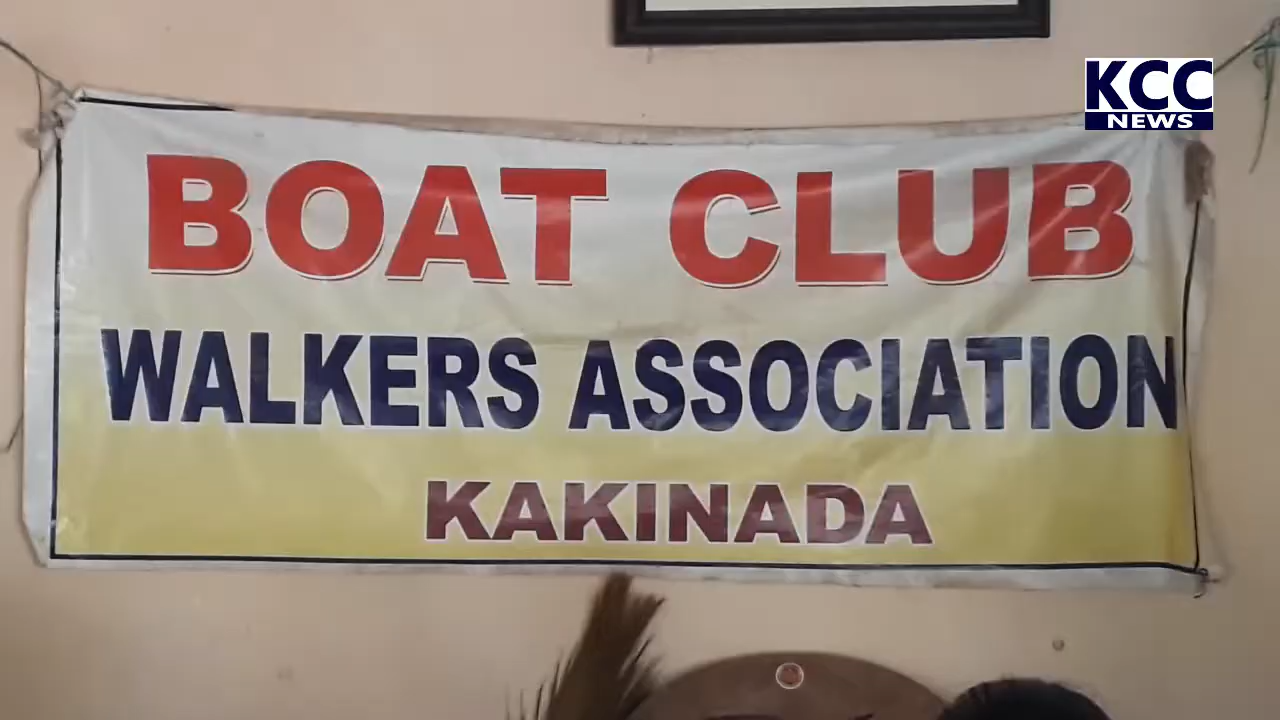 KCC
NEWS
BOAT CLUB
WALKERS ASSOCIATION
KAKINADA